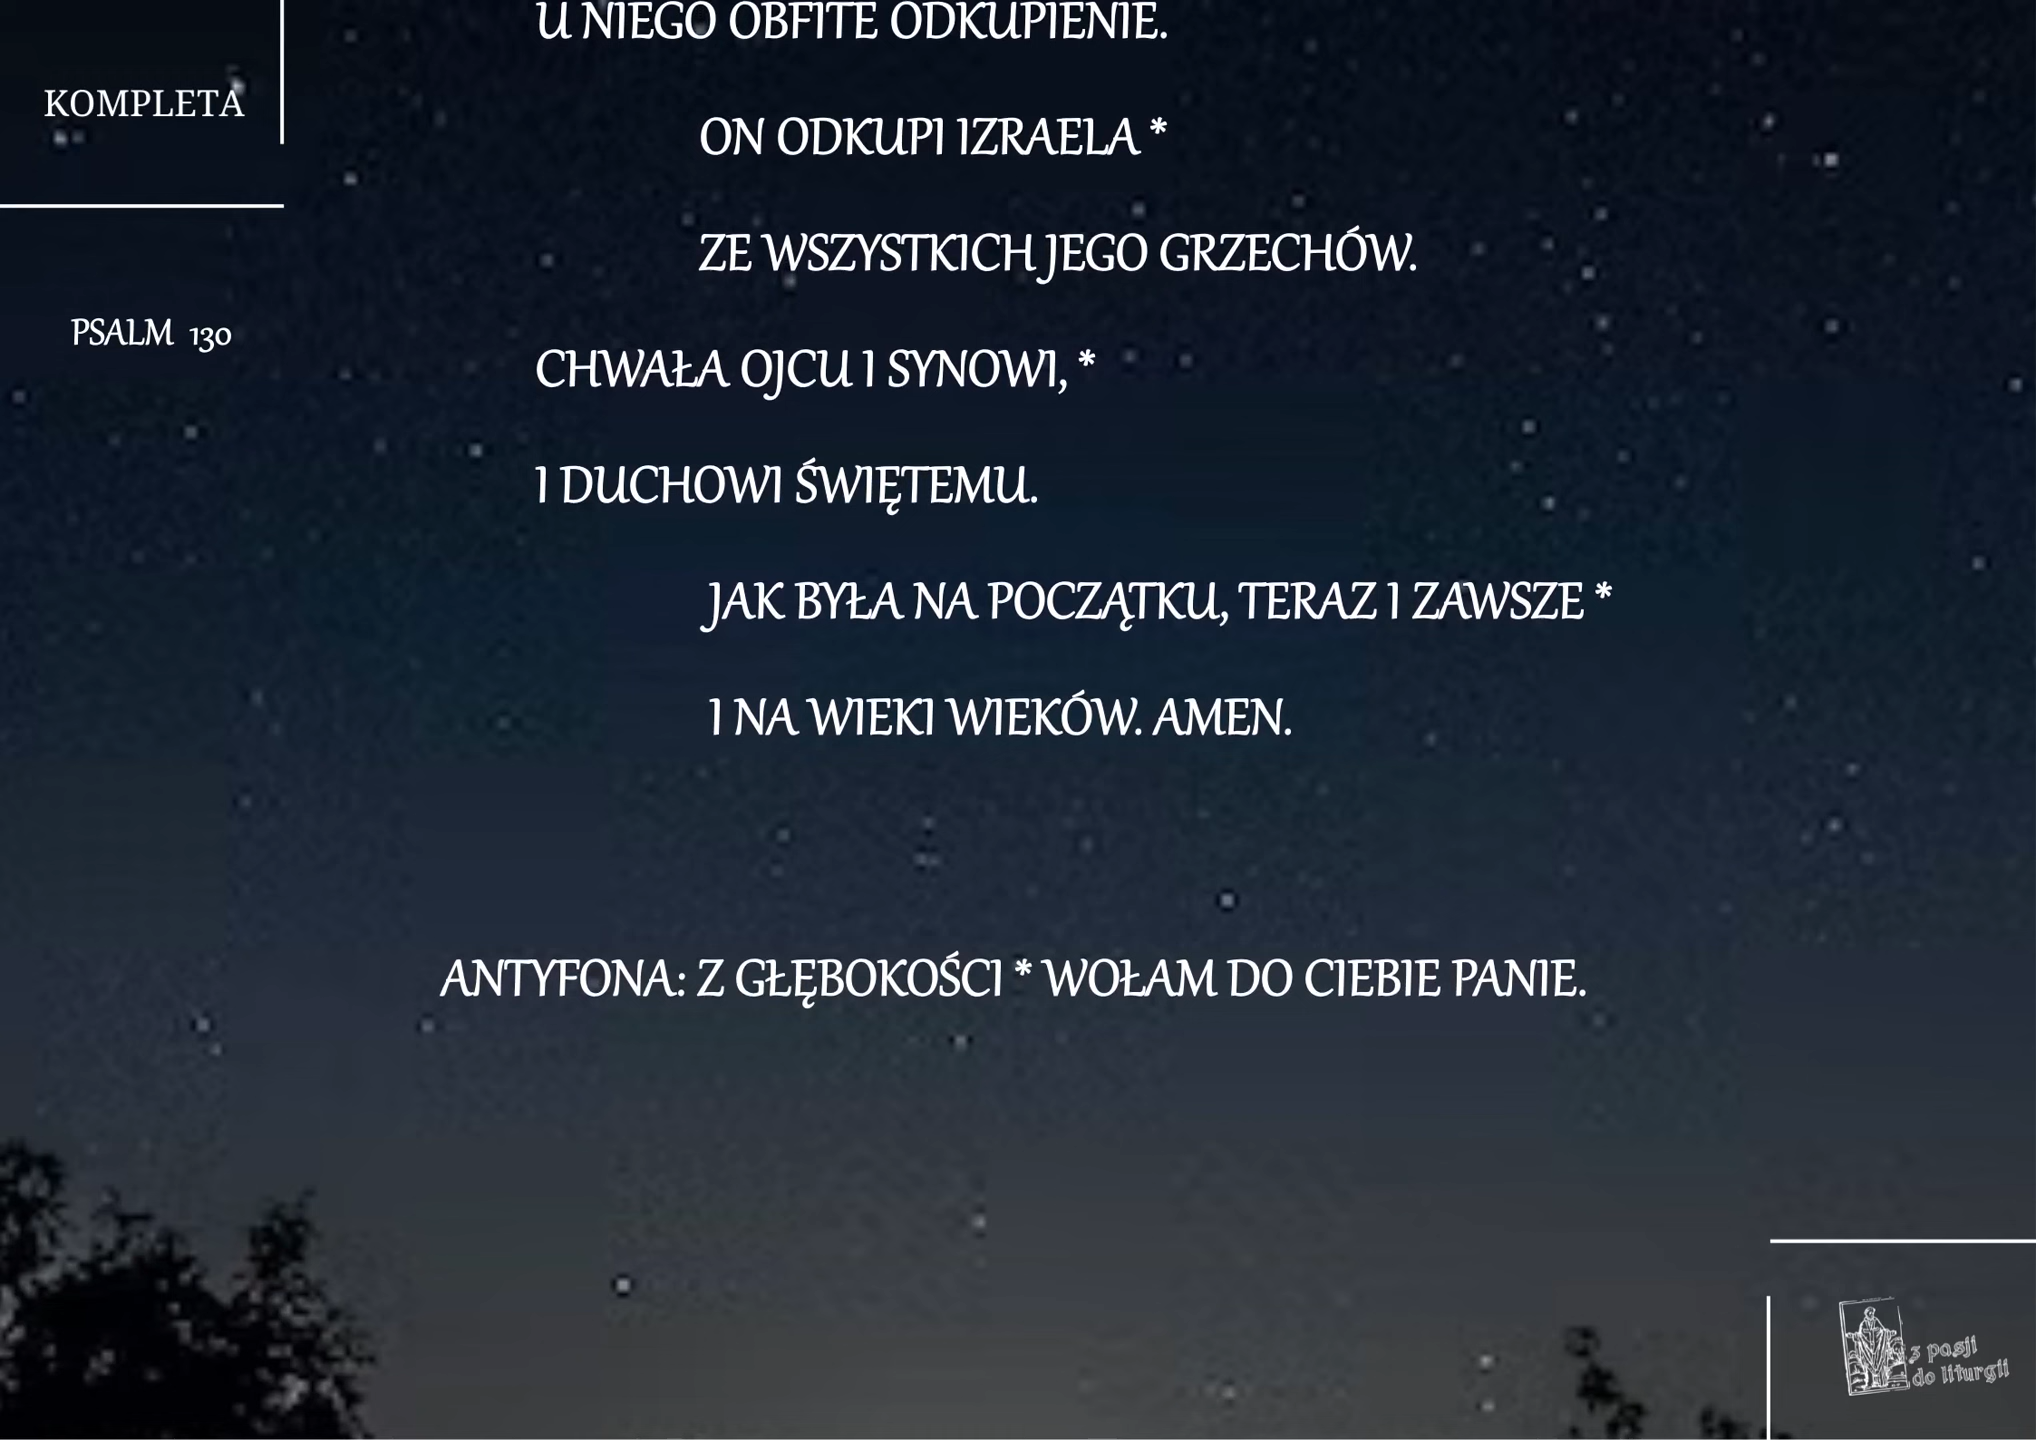 U NIEGO OBFITE ODKUPIENIE.
KOMPLETA
ON ODKUPI IZRAELA *
ZE WSZYSTKICH JEGO GRZECHÓW.
PSALM 130
CHWAŁA OJCU I SYNOWI, *
I DUCHOWI ŚWIĘTEMU.
JAK BYŁA NA POCZĄTKU, TERAZ I ZAWSZE *
I NA WIEKI WIEKÓW. AMEN.
ANTYFONA: Z GŁĘBOKOŚCI * WOŁAM DO CIEBIE PANIE.
z pasji
do liturgii